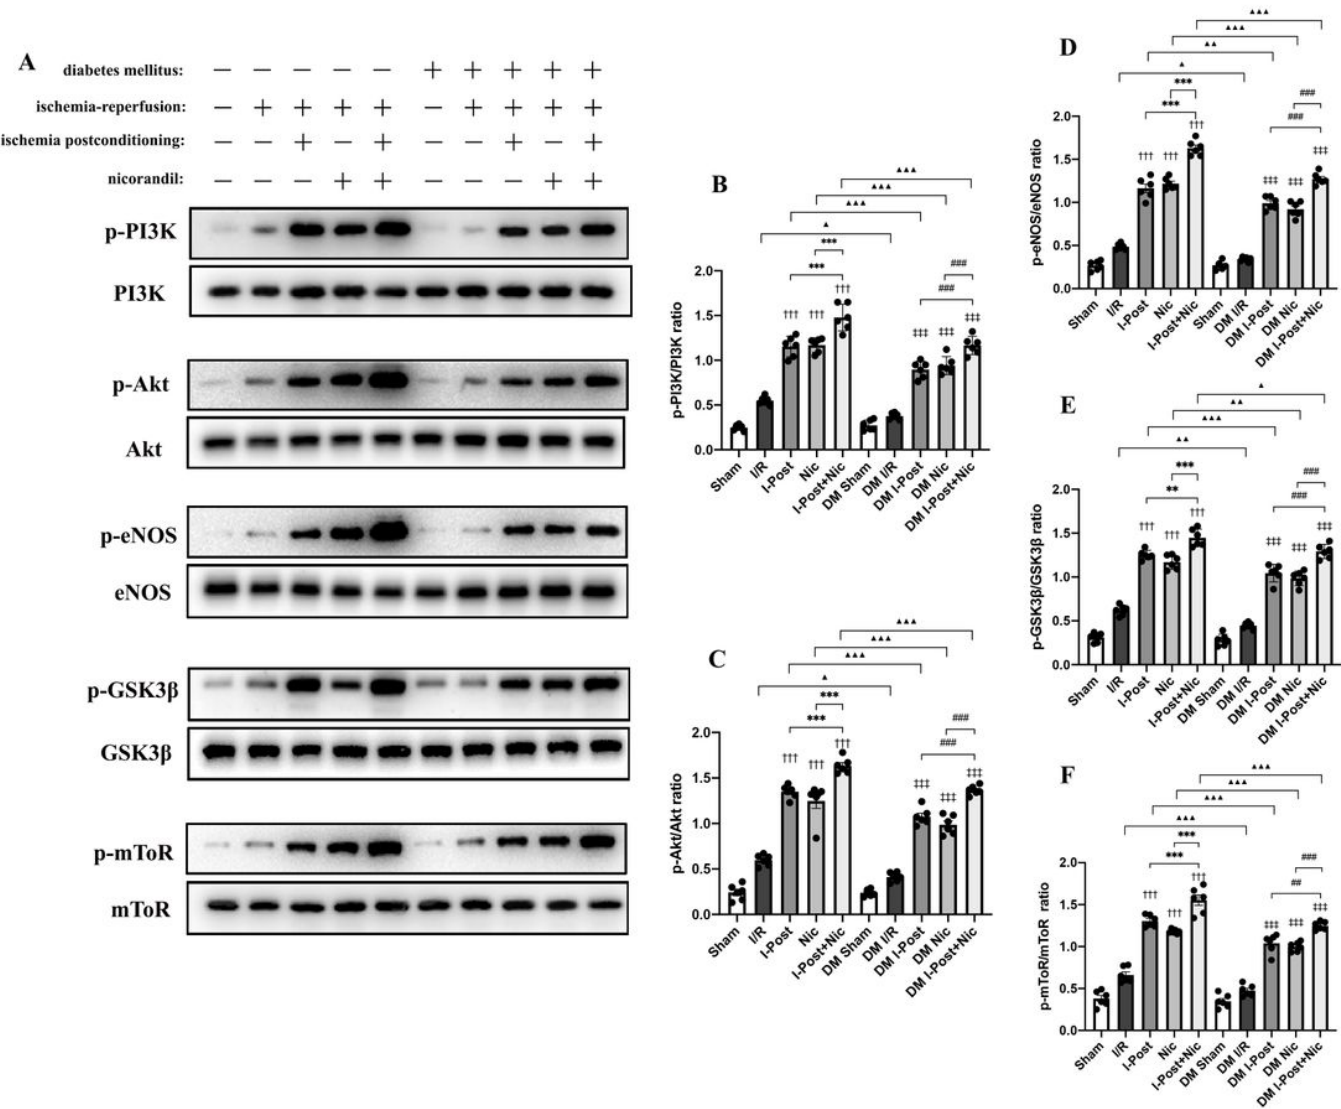 A
diabetes mellitus: — — — — — + + + + +
ischemia-reperfusion: — + + + + — + + + +
ischemia postconditioning: — — + — + — — + — +
nicorandil: — — — + + — — — + +
p-PI3K
PI3K
p-Akt
Akt
p-eNOS
eNOS
p-GSK3β
GSK3β
p-mToR
mToR
B
▲▲▲
▲▲▲
▲▲▲
▲
***
***
###
###
††† ††† †††
‡‡‡ ‡‡‡ ‡‡‡
p-PI3K/PI3K ratio
2.0
1.5
1.0
0.5
0.0
Sham I/R I-Post Nic I-Post+Nic DM Sham DM I/R DM I-Post DM Nic DM I-Post+Nic
C
▲▲▲
▲▲▲
▲▲▲
▲
***
***
###
###
††† ††† †††
‡‡‡ ‡‡‡ ‡‡‡
p-Akt/Akt ratio
2.0
1.5
1.0
0.5
0.0
Sham I/R I-Post Nic I-Post+Nic DM Sham DM I/R DM I-Post DM Nic DM I-Post+Nic
D
▲▲▲
▲▲▲
▲▲
▲
***
***
###
###
††† ††† †††
‡‡‡ ‡‡‡ ‡‡‡
p-eNOS/eNOS ratio
2.0
1.5
1.0
0.5
0.0
Sham I/R I-Post Nic I-Post+Nic Sham DM I/R DM I-Post DM Nic DM I-Post+Nic
E
▲
▲▲
▲▲▲
▲▲
***
**
###
###
††† ††† †††
‡‡‡ ‡‡‡ ‡‡‡
p-GSK3β/GSK3β ratio
2.0
1.5
1.0
0.5
0.0
Sham I/R I-Post Nic I-Post+Nic DM Sham DM I/R DM I-Post DM Nic DM I-Post+Nic
F
▲▲▲
▲▲▲
▲▲▲
▲▲▲
***
***
###
##
††† ††† †††
‡‡‡ ‡‡‡ ‡‡‡
p-mToR/mToR ratio
2.0
1.5
1.0
0.5
0.0
Sham I/R I-Post Nic I-Post+Nic DM Sham DM I/R DM I-Post DM Nic DM I-Post+Nic